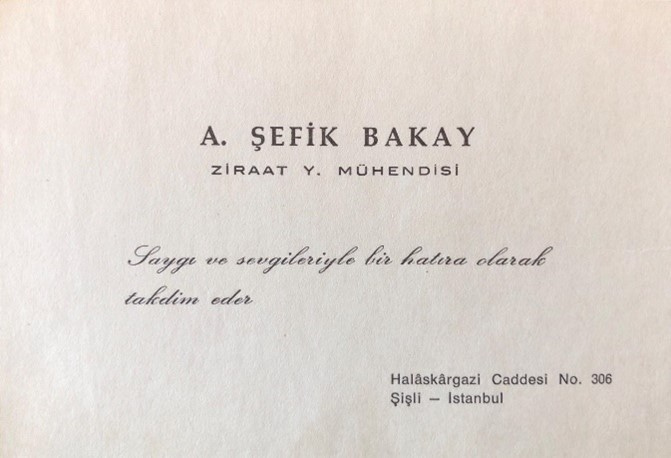 A. ŞEFİK BAKAY
ZİRAAT Y. MÜHENDİSİ
Saygı ve sevgileriyle bir hatıra olarak
takdim eder
Halâskârgazi Caddesi No. 306
Şişli — İstanbul